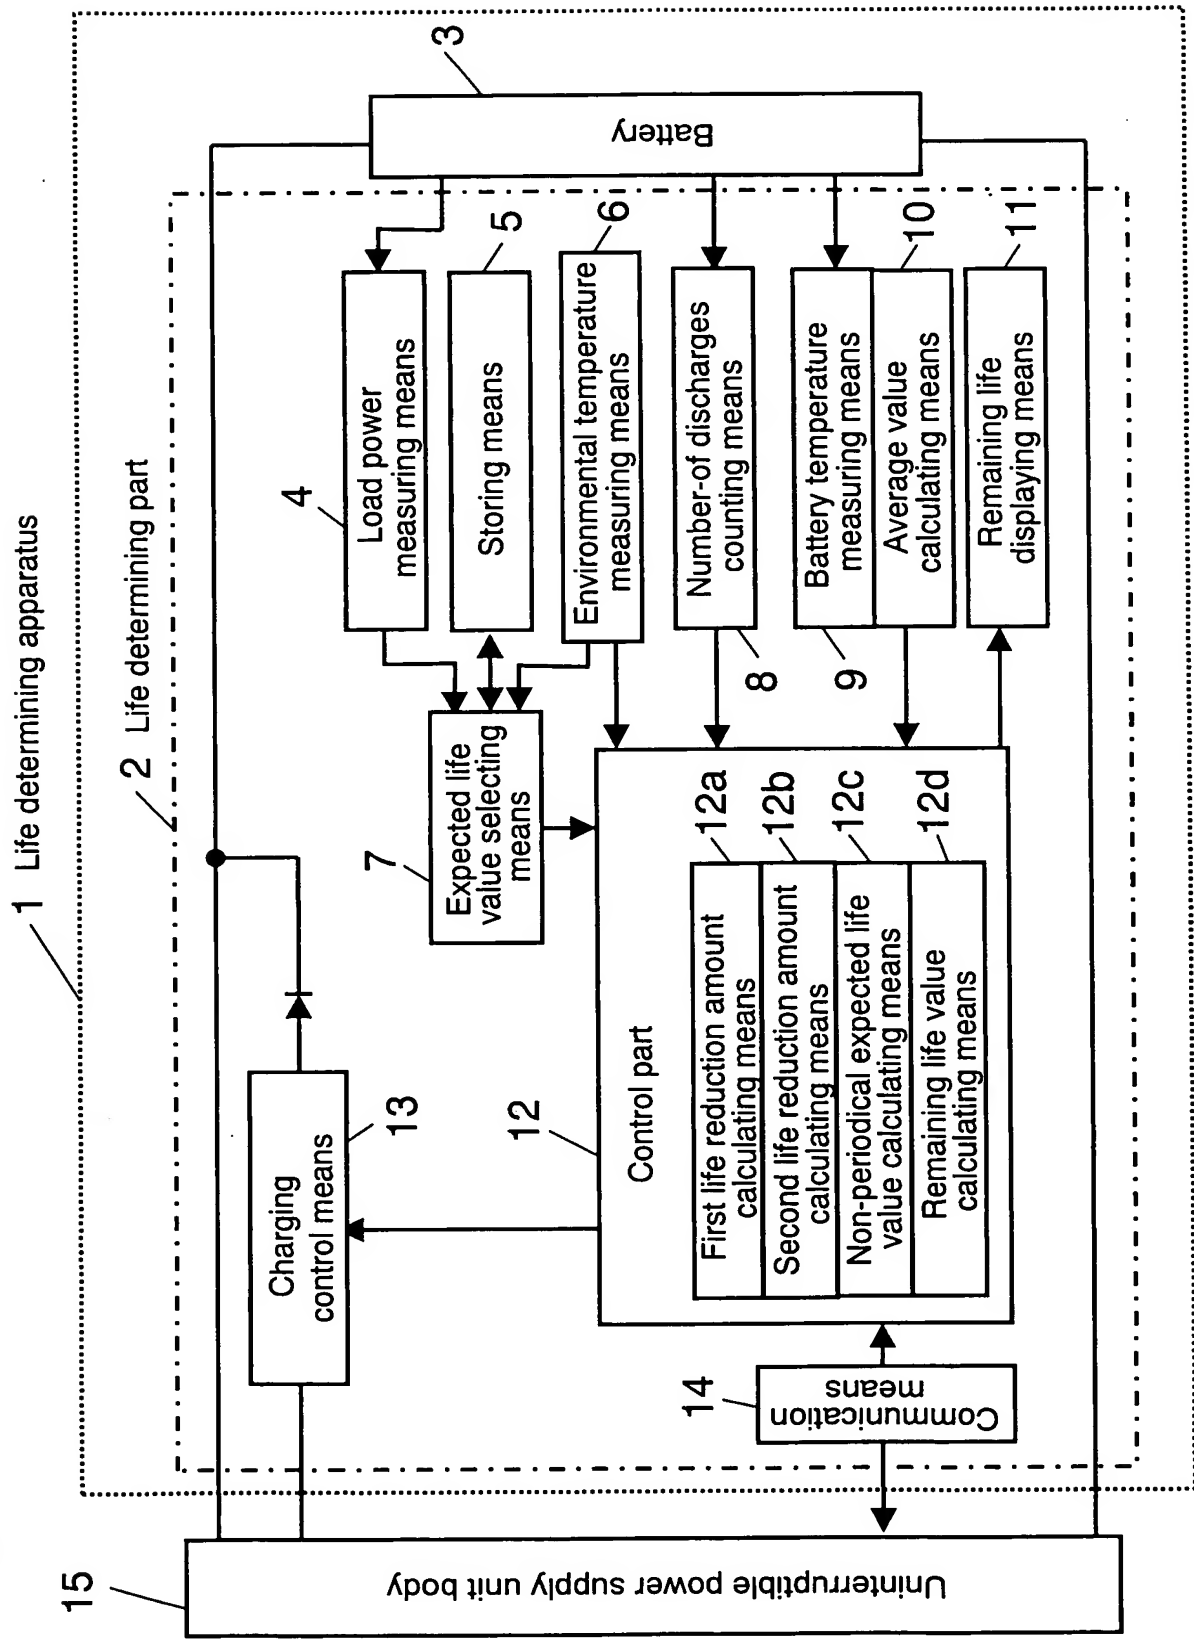 1 Life determining apparatus
2 Life determining part
15
Uninterruptible power supply unit body
13
Charging
control means
14
Communication
means
12
Control part
First life reduction amount
calculating means
12a
Second life reduction amount
calculating means
12b
Non-periodical expected life
value calculating means
12c
Remaining life value
calculating means
12d
7
Expected life
value selecting
means
4
Load power
measuring means
5
Storing means
6
Environmental temperature
measuring means
8
Number-of discharges
counting means
9
Battery temperature
measuring means
10
Average value
calculating means
11
Remaining life
displaying means
3
Battery